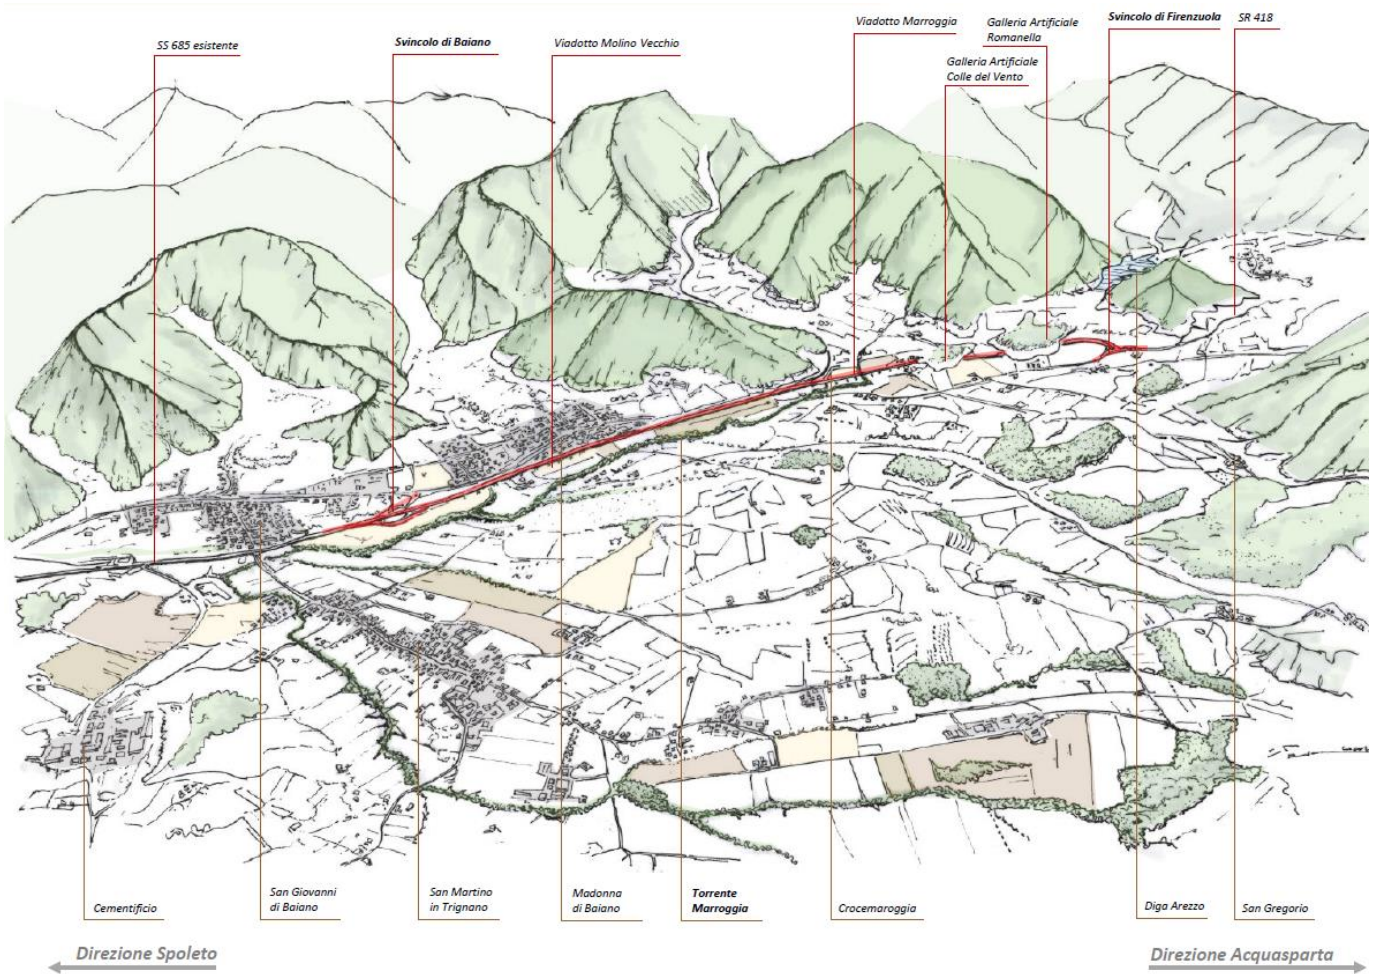 SS 685 esistente
Svincolo di Baiano
Viadotto Molino Vecchio
Viadotto Marroggia
Galleria Artificiale
Romanella
Galleria Artificiale
Colle del Vento
Svincolo di Firenzuola
SR 418
Cementificio
San Giovanni
di Baiano
San Martino
in Trignano
Madonna
di Baiano
Torrente
Marroggia
Crocemaroggia
Diga Arezzo
San Gregorio
Direzione Spoleto
Direzione Acquasparta